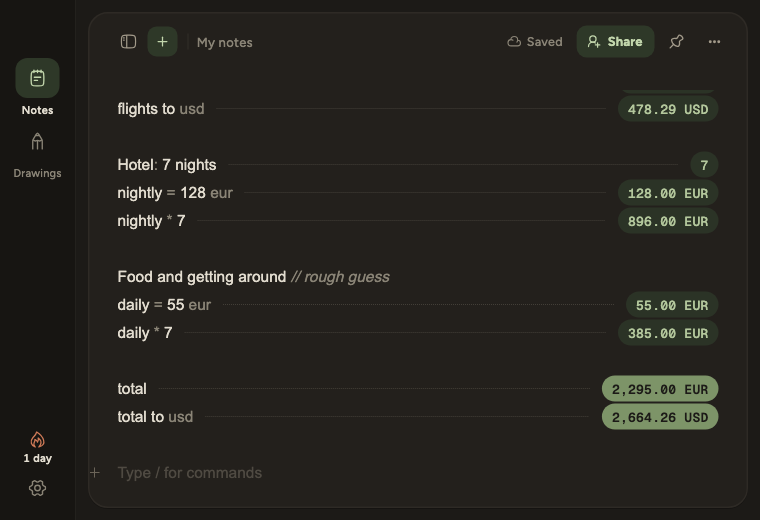 My notes
Saved
Share
Notes
Drawings
flights to usd 478.29 USD
Hotel: 7 nights 7
nightly = 128 eur 128.00 EUR
nightly * 7 896.00 EUR
Food and getting around // rough guess
daily = 55 eur 55.00 EUR
daily * 7 385.00 EUR
total 2,295.00 EUR
total to usd 2,664.26 USD
Type / for commands
1 day